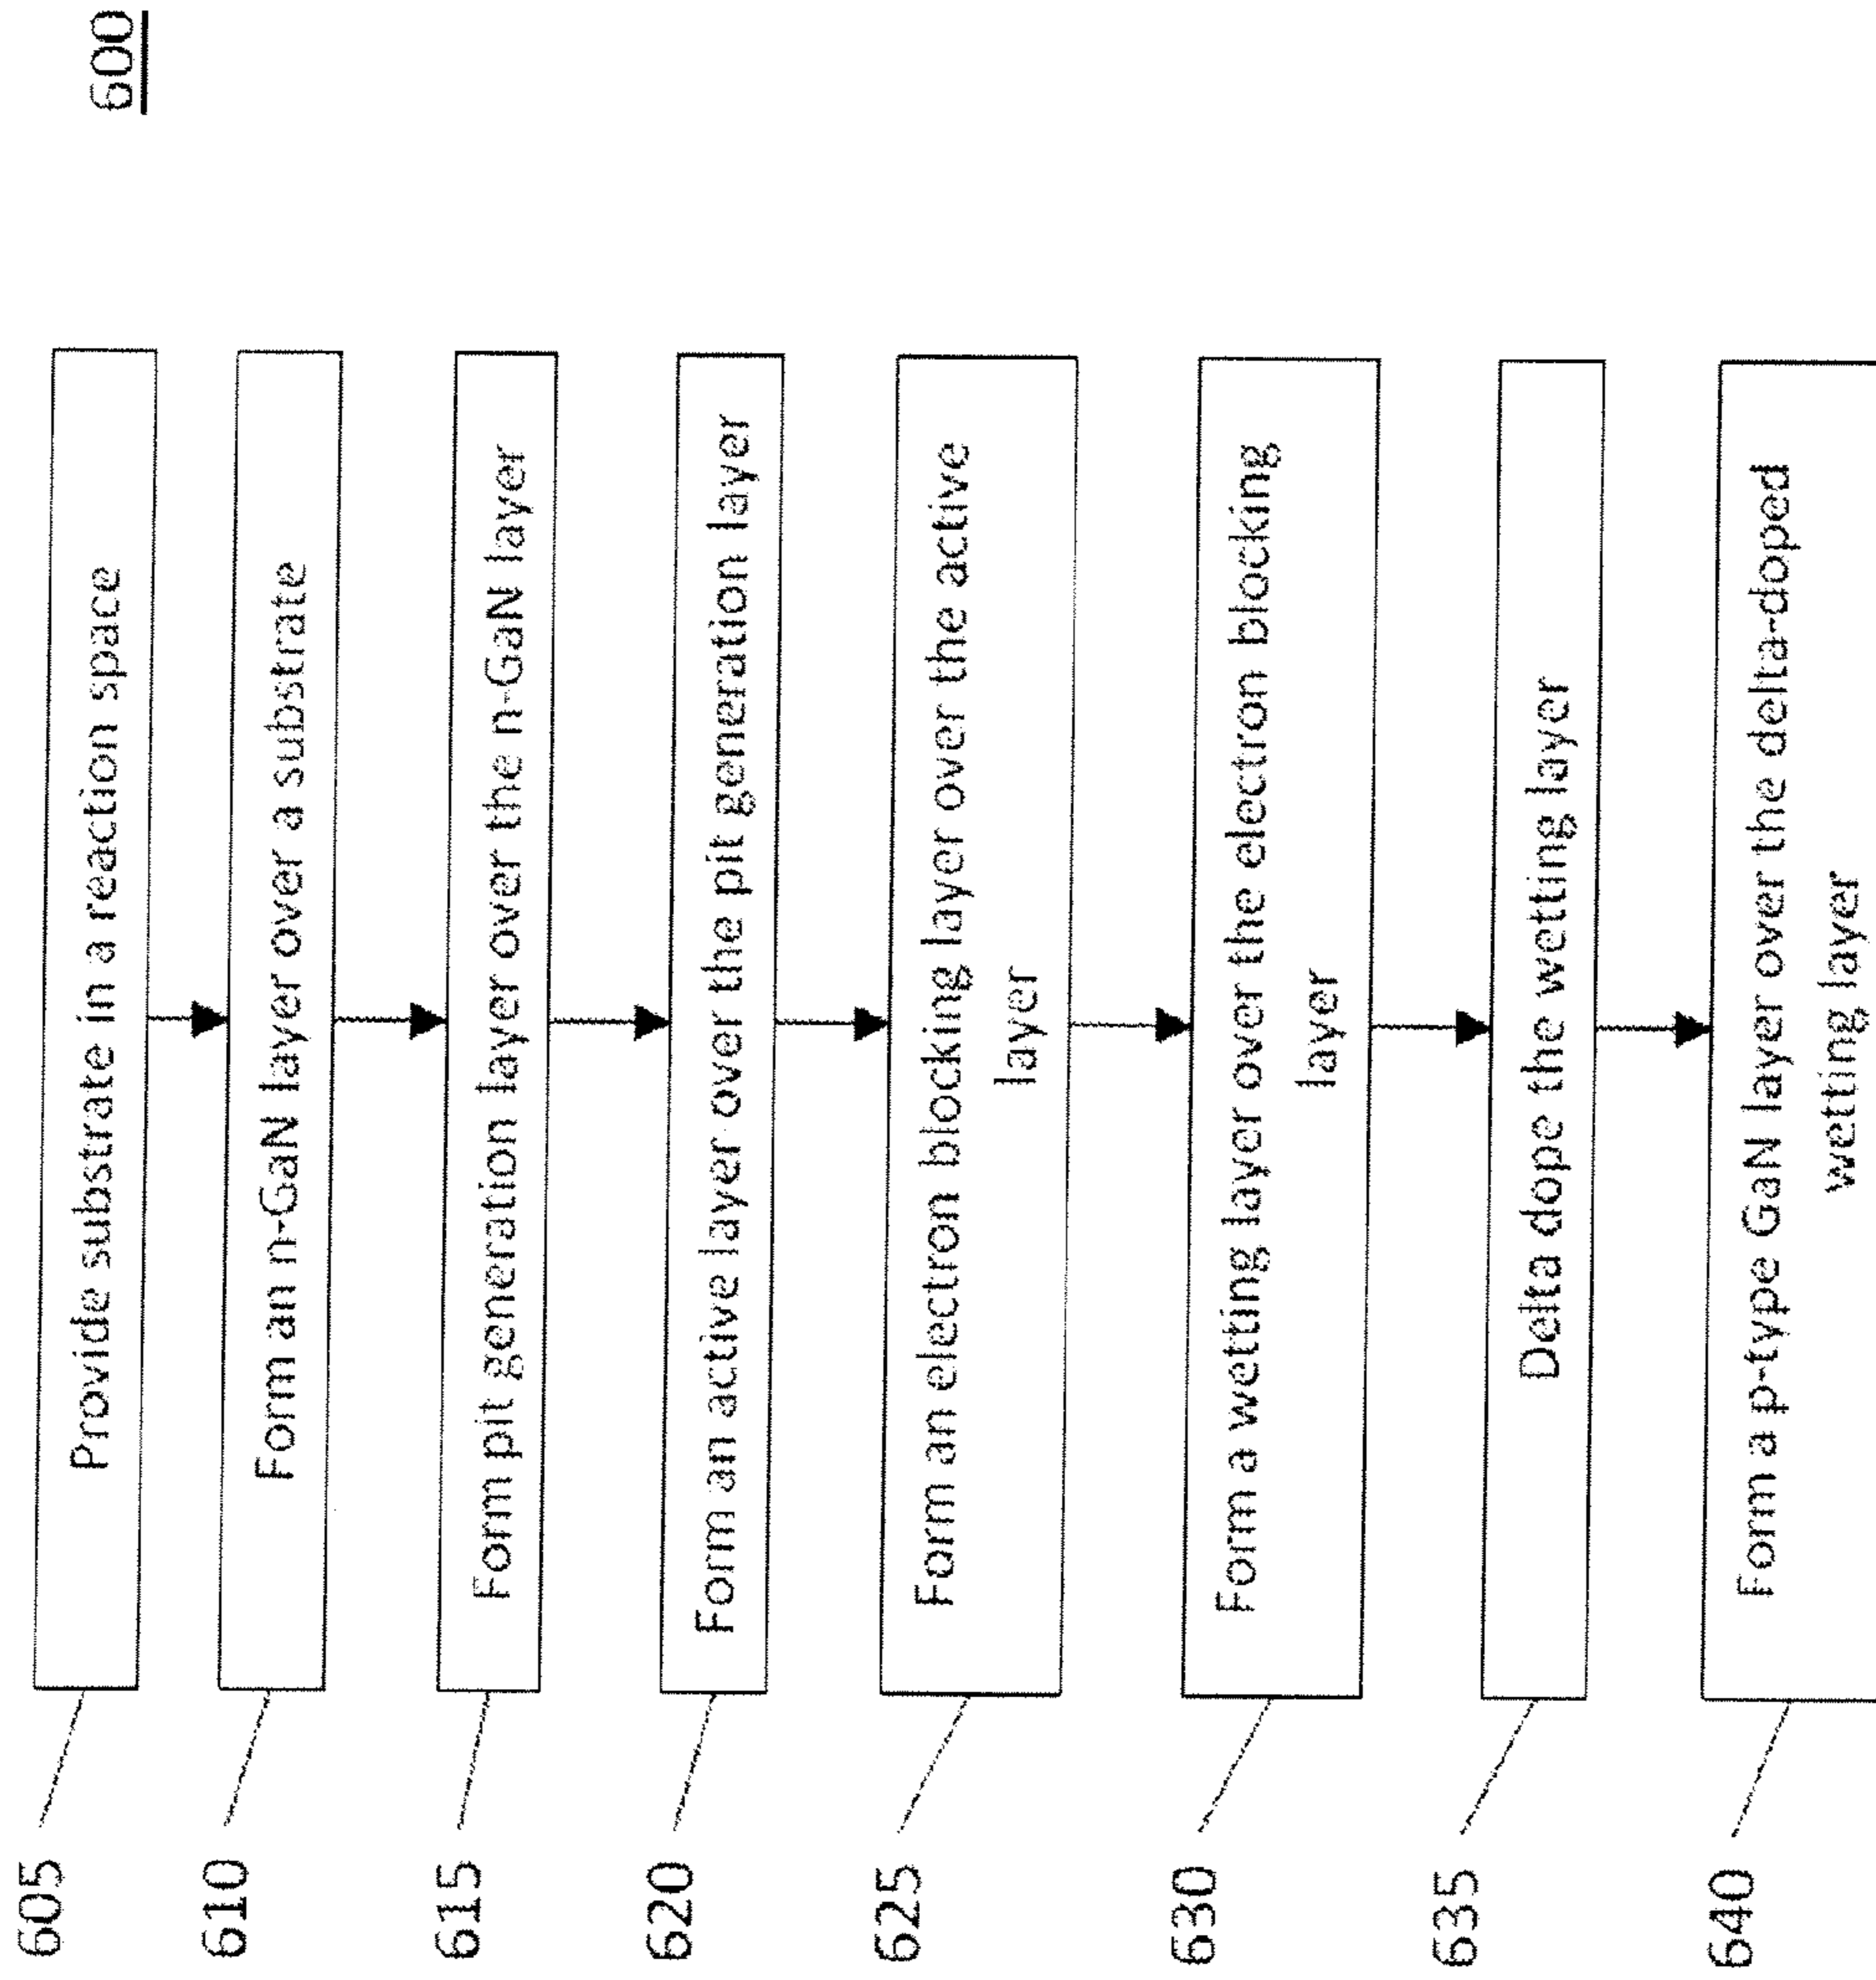 600
605
Provide substrate in a reaction space
610
Form an n-GaN layer over a substrate
615
Form pit generation layer over the n-GaN layer
620
Form an active layer over the pit generation layer
625
Form an electron blocking layer over the active
layer
630
Form a wetting layer over the electron blocking
layer
635
Delta dope the wetting layer
640
Form a p-type GaN layer over the delta-doped
wetting layer